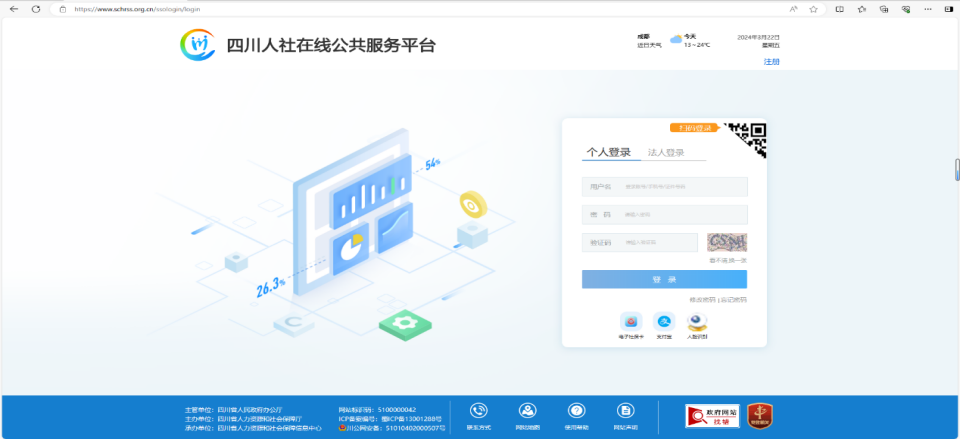 https://www.schrss.org.cn/ssologin/login
四川人社在线公共服务平台
成都
近日天气
今天
13～24℃
2024年3月22日
星期五
注册
扫码登录
个人登录
法人登录
用户名
密 码
请输入密码
验证码
请输入验证码
看不清,换一张
登 录
修改密码 | 忘记密码
电子社保卡
支付宝
人脸识别
54%
26.3%
主管单位：四川省人民政府办公厅
主办单位：四川省人力资源和社会保障厅
承办单位：四川省人力资源和社会保障信息中心
网站标识码：5100000042
ICP备案编号：蜀ICP备13001288号
川公网安备：51010402000507号
联系方式
网站地图
使用帮助
网站声明
政府网站
找错